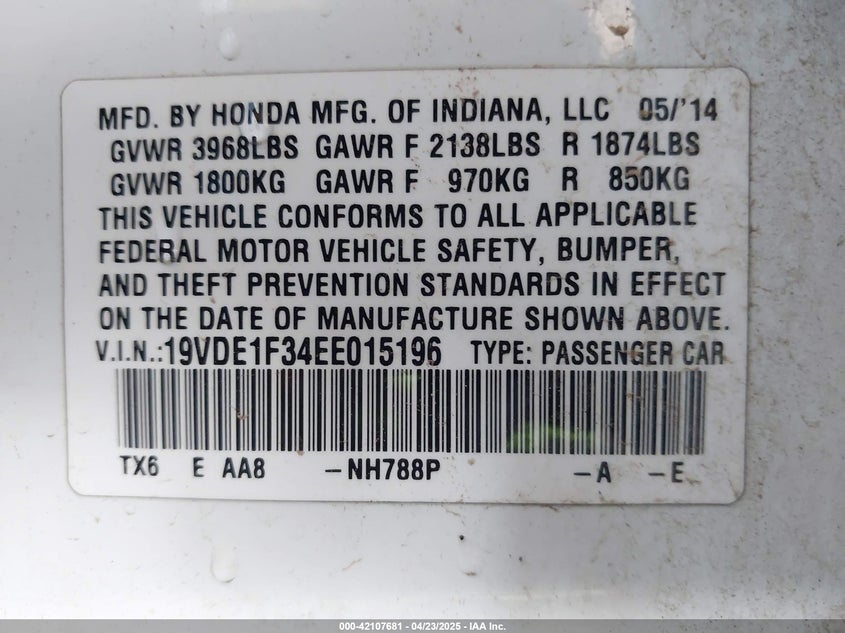 MFD. BY HONDA MFG. OF INDIANA, LLC 05/'14
GVWR 3968LBS GAWR F 2138LBS R 1874LBS
GVWR 1800KG GAWR F 970KG R 850KG
THIS VEHICLE CONFORMS TO ALL APPLICABLE
FEDERAL MOTOR VEHICLE SAFETY, BUMPER,
AND THEFT PREVENTION STANDARDS IN EFFECT
ON THE DATE OF MANUFACTURE SHOWN ABOVE.
V.I.N.:19VDE1F34EE015196 TYPE: PASSENGER CAR
TX6 E AA8 -NH788P -A -E
000-42107681 - 04/23/2025 - IAA Inc.